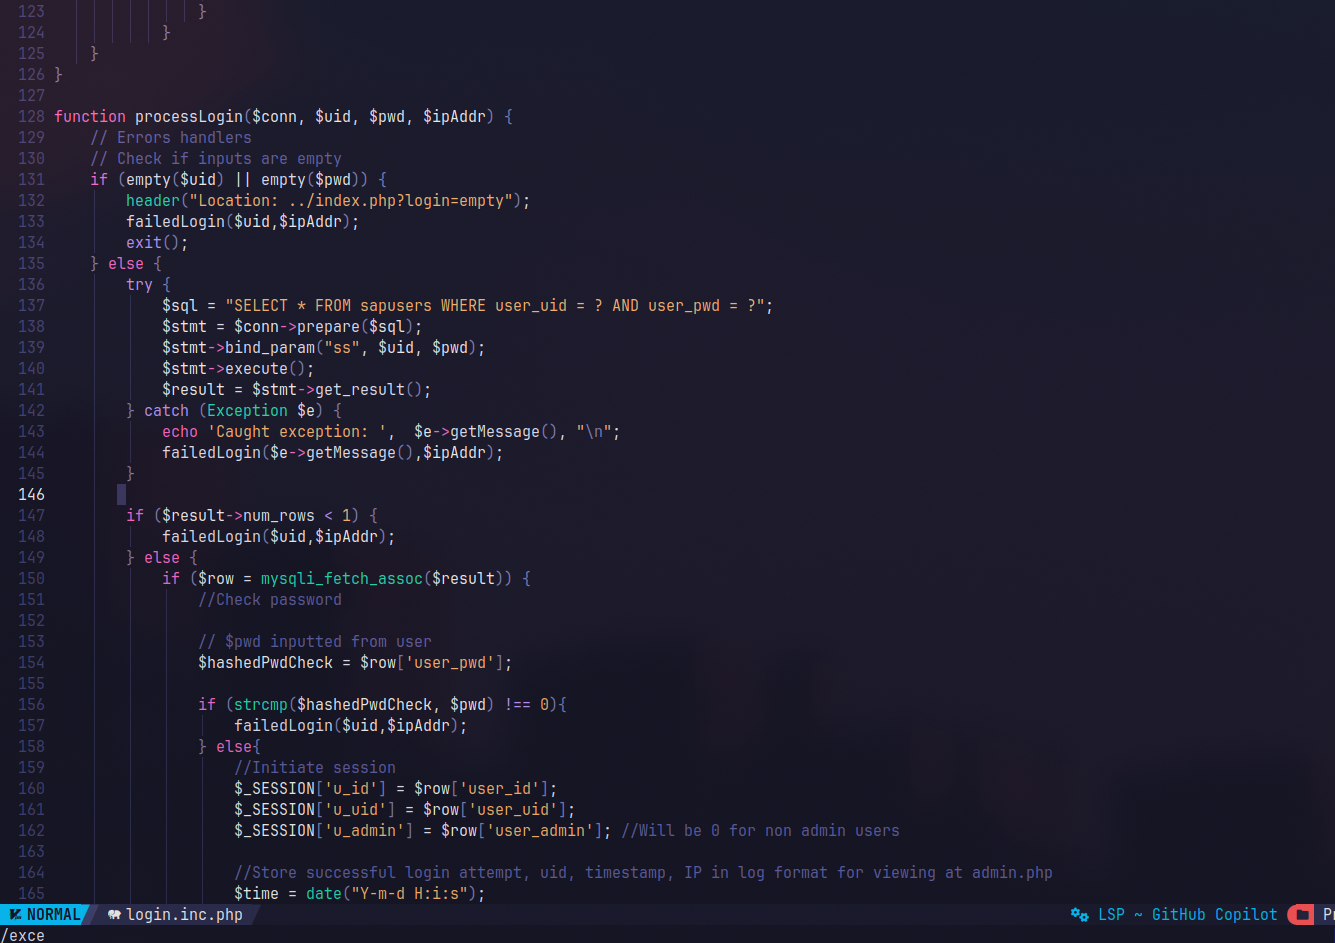 123                 }
124             }
125     }
126 }
127
128 function processLogin($conn, $uid, $pwd, $ipAddr) {
129     // Errors handlers
130     // Check if inputs are empty
131     if (empty($uid) || empty($pwd)) {
132         header("Location: ../index.php?login=empty");
133         failedLogin($uid,$ipAddr);
134         exit();
135     } else {
136         try {
137             $sql = "SELECT * FROM sapusers WHERE user_uid = ? AND user_pwd = ?";
138             $stmt = $conn->prepare($sql);
139             $stmt->bind_param("ss", $uid, $pwd);
140             $stmt->execute();
141             $result = $stmt->get_result();
142         } catch (Exception $e) {
143             echo 'Caught exception: ',  $e->getMessage(), "\n";
144             failedLogin($e->getMessage(),$ipAddr);
145         }
146
147         if ($result->num_rows < 1) {
148             failedLogin($uid,$ipAddr);
149         } else {
150             if ($row = mysqli_fetch_assoc($result)) {
151                 //Check password
152
153                 // $pwd inputted from user
154                 $hashedPwdCheck = $row['user_pwd'];
155
156                 if (strcmp($hashedPwdCheck, $pwd) !== 0){
157                     failedLogin($uid,$ipAddr);
158                 } else{
159                     //Initiate session
160                     $_SESSION['u_id'] = $row['user_id'];
161                     $_SESSION['u_uid'] = $row['user_uid'];
162                     $_SESSION['u_admin'] = $row['user_admin']; //Will be 0 for non admin users
163
164                     //Store successful login attempt, uid, timestamp, IP in log format for viewing at admin.php
165                     $time = date("Y-m-d H:i:s");
NORMAL login.inc.php LSP ~ GitHub Copilot Pr
/exce